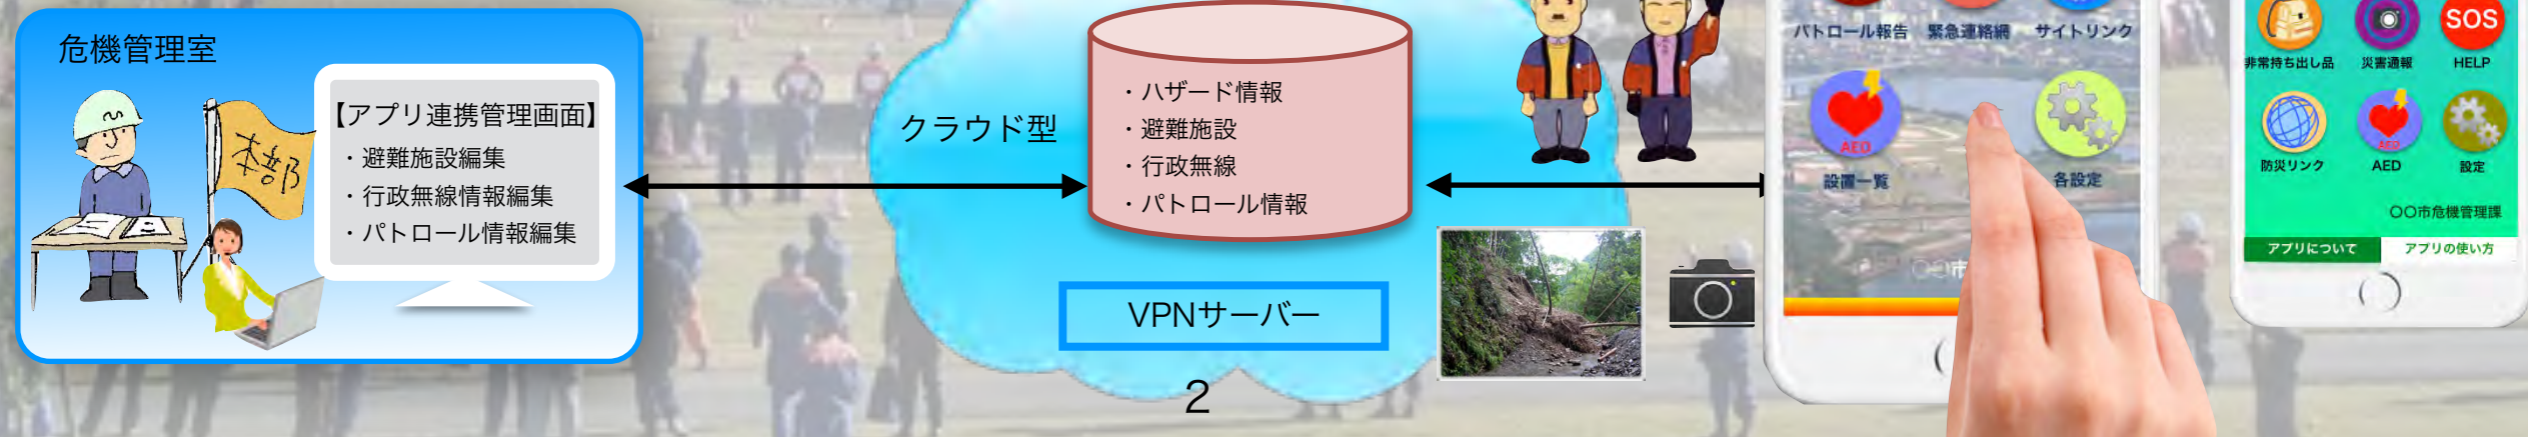 危機管理室
本部
【アプリ連携管理画面】
・避難施設編集
・行政無線情報編集
・パトロール情報編集
クラウド型
・ハザード情報
・避難施設
・行政無線
・パトロール情報
VPNサーバー
2
パトロール報告 緊急連絡網 サイトリンク
AED
設置一覧 各設定
〇〇市
SOS
非常持ち出し品 災害通報 HELP
AED
防災リンク AED 設定
〇〇市危機管理課
アプリについて アプリの使い方